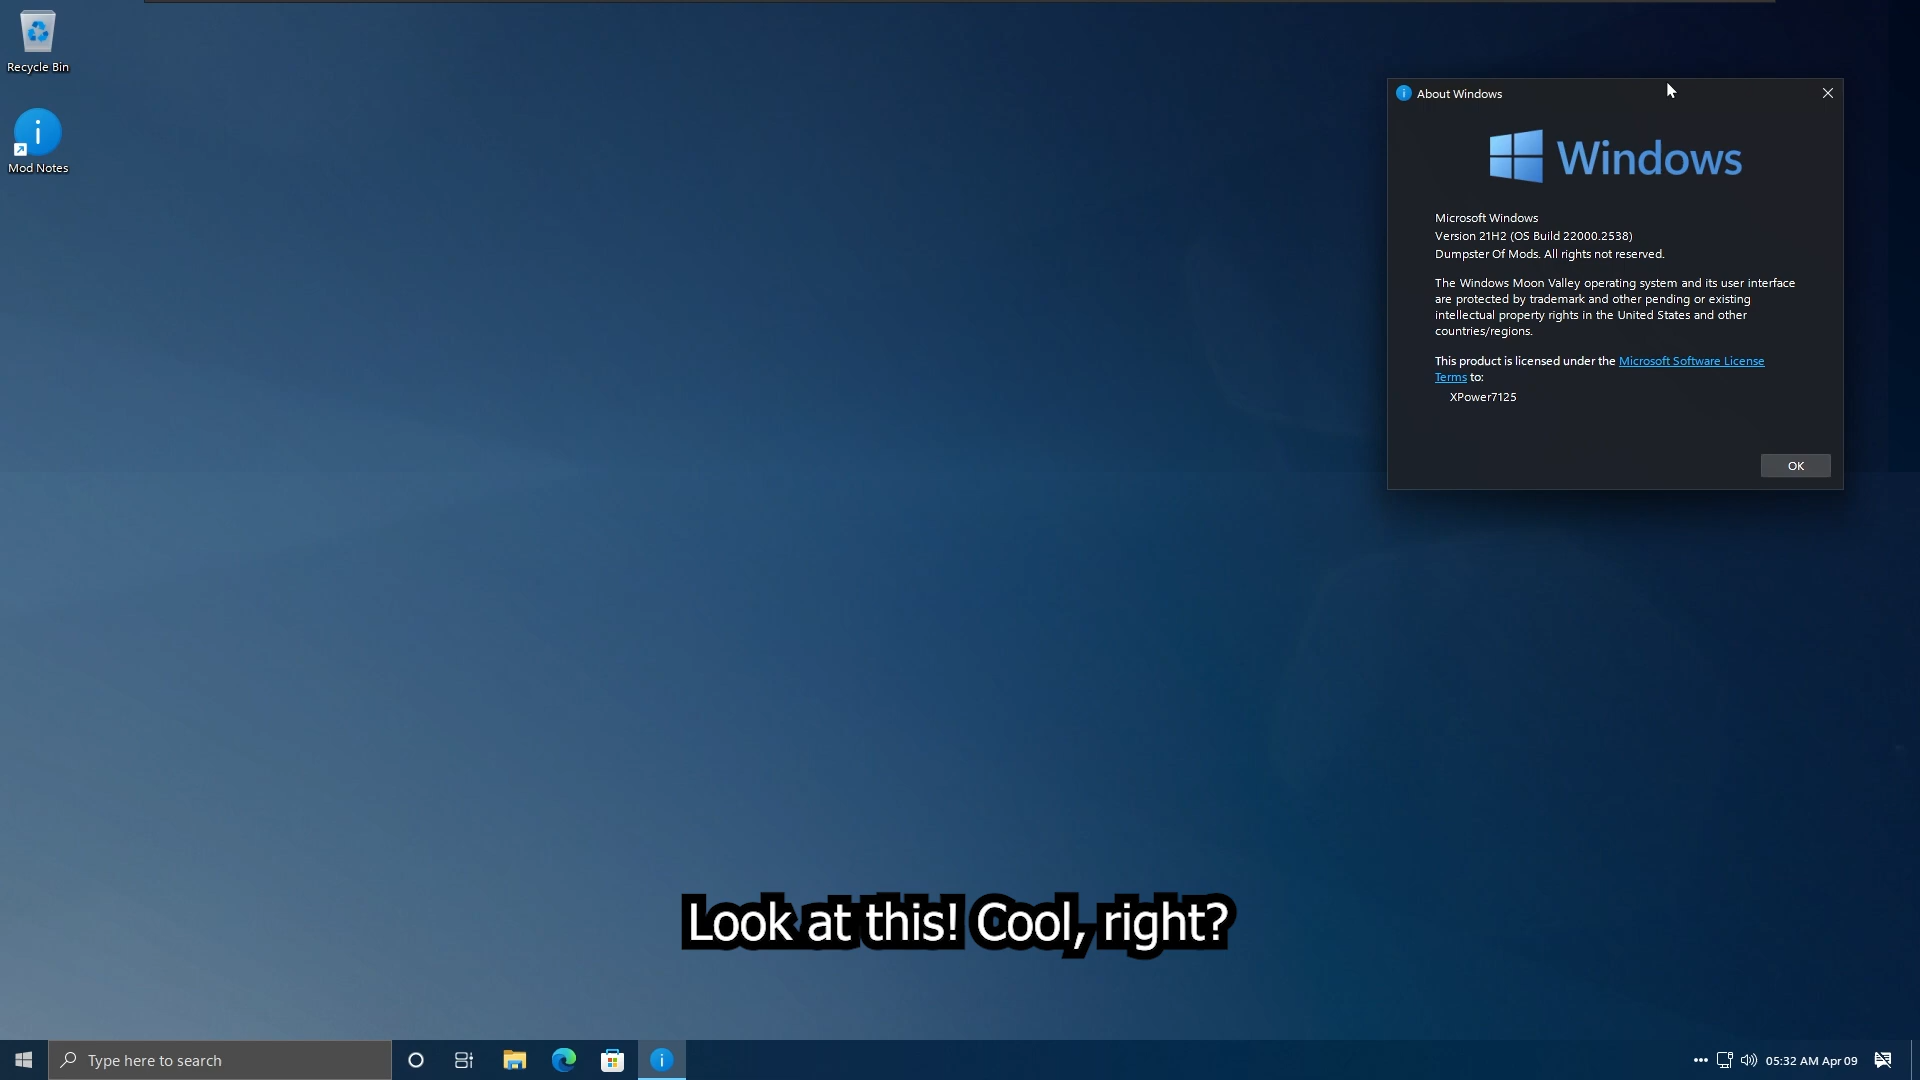 Recycle Bin
Mod Notes
About Windows
Windows
Microsoft Windows
Version 21H2 (OS Build 22000.2538)
Dumpster Of Mods. All rights not reserved.
The Windows Moon Valley operating system and its user interface
are protected by trademark and other pending or existing
intellectual property rights in the United States and other
countries/regions.
This product is licensed under the Microsoft Software License
Terms to:
XPower7125
OK
Look at this! Cool, right?
Type here to search
05:32 AM Apr 09